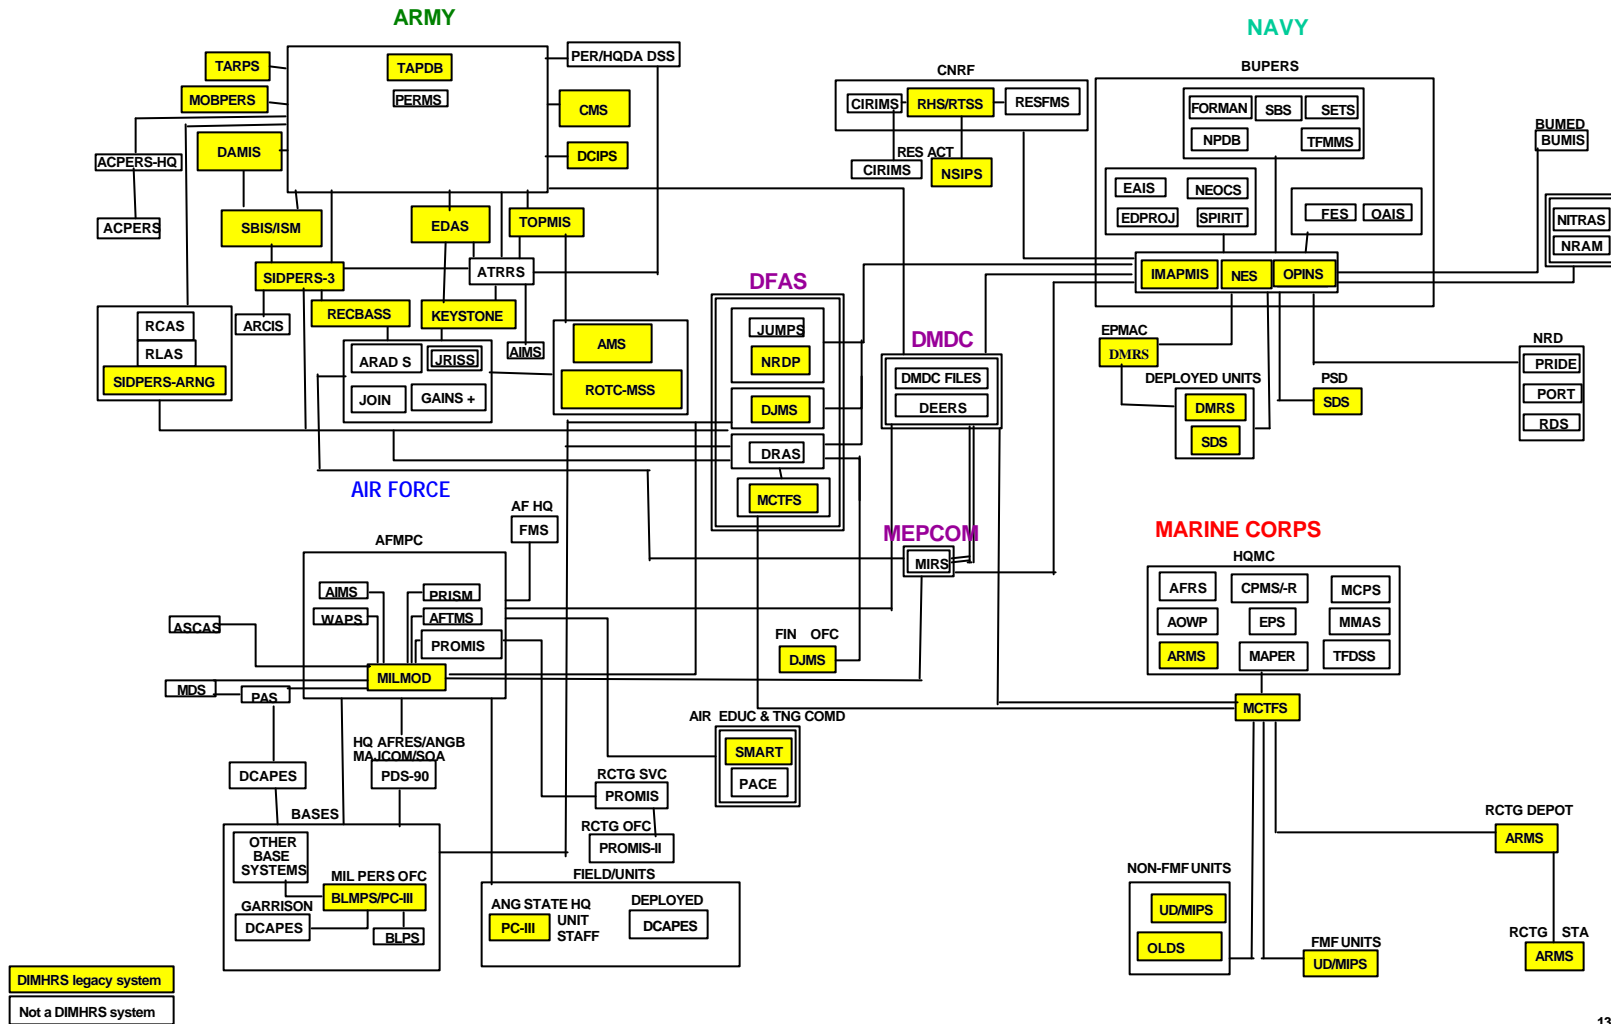 ARMY
NAVY
TARPS
TAPDB
PER/HQDA DSS
MOBPERS
PERMS
CMS
DAMIS
DCIPS
ACPERS-HQ
ACPERS
SBIS/ISM
EDAS
TOPMIS
SIDPERS-3
ATRRS
RECBASS
KEYSTONE
ARCIS
AIMS
RCAS
RLAS
SIDPERS-ARNG
ARAD S
JRISS
JOIN
GAINS +
AMS
ROTC-MSS
CNRF
CIRIMS
RHS/RTSS
RESFMS
RES ACT
CIRIMS
NSIPS
BUPERS
FORMAN
SBS
SETS
NPDB
TFMMS
EAIS
NEOCS
EDPROJ
SPIRIT
FES
OAIS
IMAPMIS
NES
OPINS
BUMED
BUMIS
NITRAS
NRAM
EPMAC
DMRS
DEPLOYED UNITS
DMRS
SDS
PSD
SDS
NRD
PRIDE
PORT
RDS
DFAS
JUMPS
NRDP
DJMS
DRAS
MCTFS
DMDC
DMDC FILES
DEERS
MEPCOM
MIRS
AIR FORCE
AF HQ
FMS
AFMPC
AIMS
PRISM
WAPS
AFTMS
PROMIS
MILMOD
ASCAS
MDS
PAS
DCAPES
HQ AFRES/ANGB
MAJCOM/SOA
PDS-90
BASES
OTHER
BASE
SYSTEMS
MIL PERS OFC
BLMPS/PC-III
GARRISON
DCAPES
BLPS
FIN OFC
DJMS
AIR EDUC & TNG COMD
SMART
PACE
RCTG SVC
PROMIS
RCTG OFC
PROMIS-II
FIELD/UNITS
ANG STATE HQ
PC-III
UNIT
STAFF
DEPLOYED
DCAPES
MARINE CORPS
HQMC
AFRS
CPMS/-R
MCPS
AOWP
EPS
MMAS
ARMS
MAPER
TFDSS
MCTFS
RCTG DEPOT
ARMS
NON-FMF UNITS
UD/MIPS
OLDS
FMF UNITS
UD/MIPS
RCTG STA
ARMS
DIMHRS legacy system
Not a DIMHRS system
13